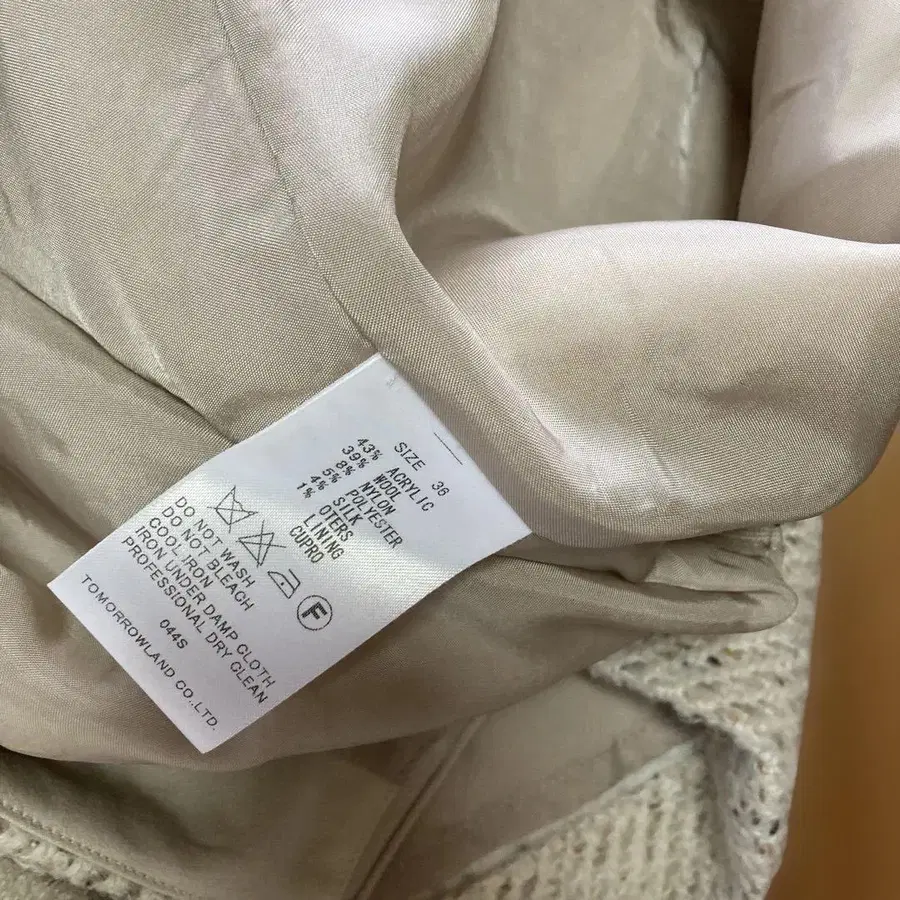 SIZE 36
43% ACRYLIC
39% WOOL
8% NYLON
5% POLYESTER
4% SILK
1% OTERS
LINING
CUPRO
F
DO NOT WASH
DO NOT BLEACH
COOL IRON
IRON UNDER DAMP CLOTH
PROFESSIONAL DRY CLEAN
044S
TOMORROWLAND CO.,LTD.